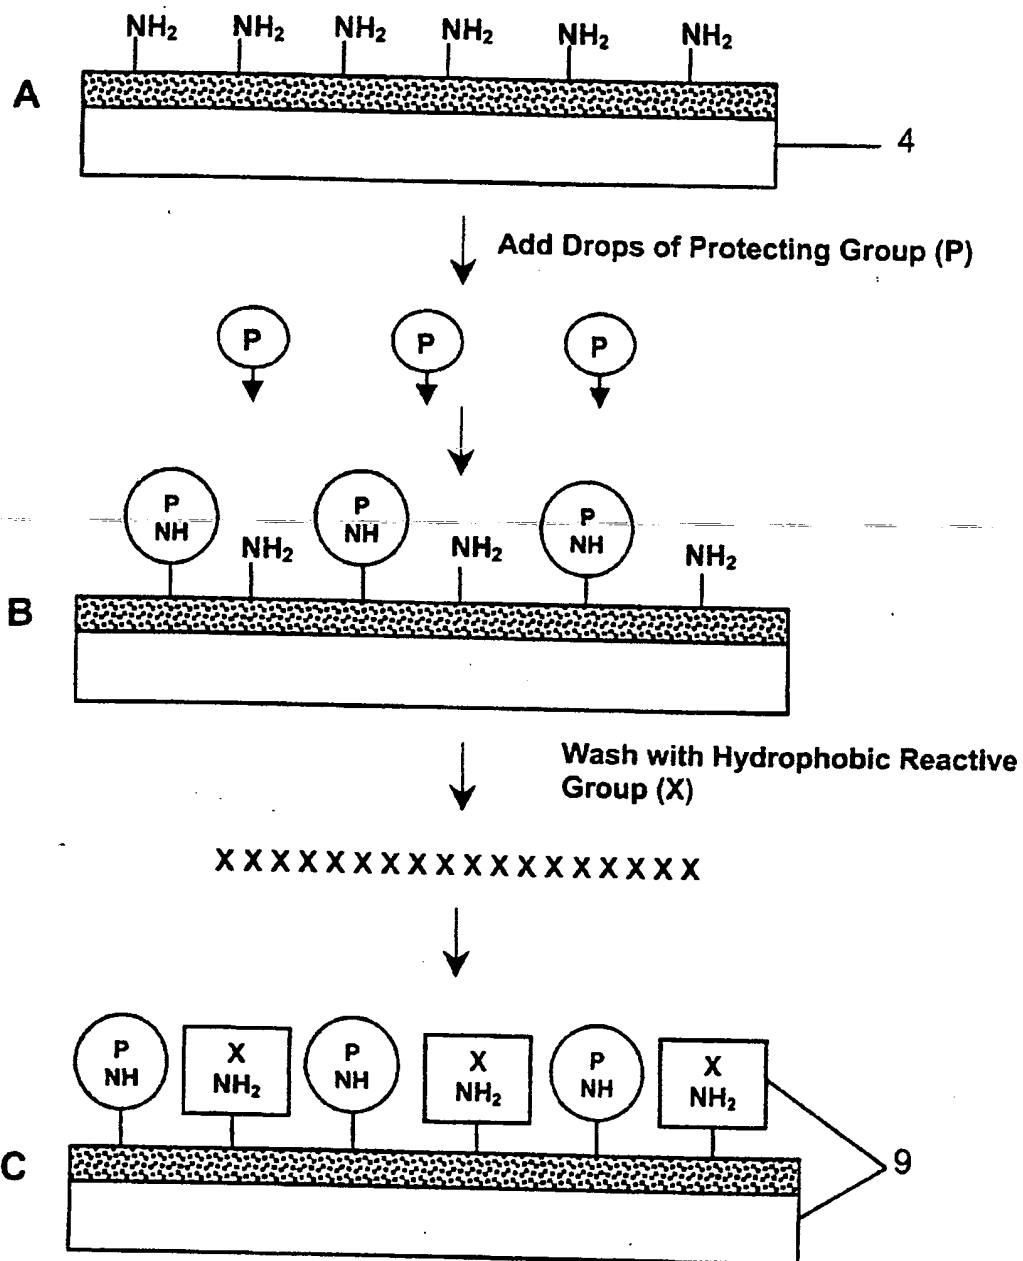 NH₂ NH₂ NH₂ NH₂ NH₂ NH₂
A
4
Add Drops of Protecting Group (P)
P P P
P P P
NH NH NH
NH₂ NH₂ NH₂
B
Wash with Hydrophobic Reactive
Group (X)
X X X X X X X X X X X X X X X X X X
P X P X P X
NH NH₂ NH NH₂ NH NH₂
C
9